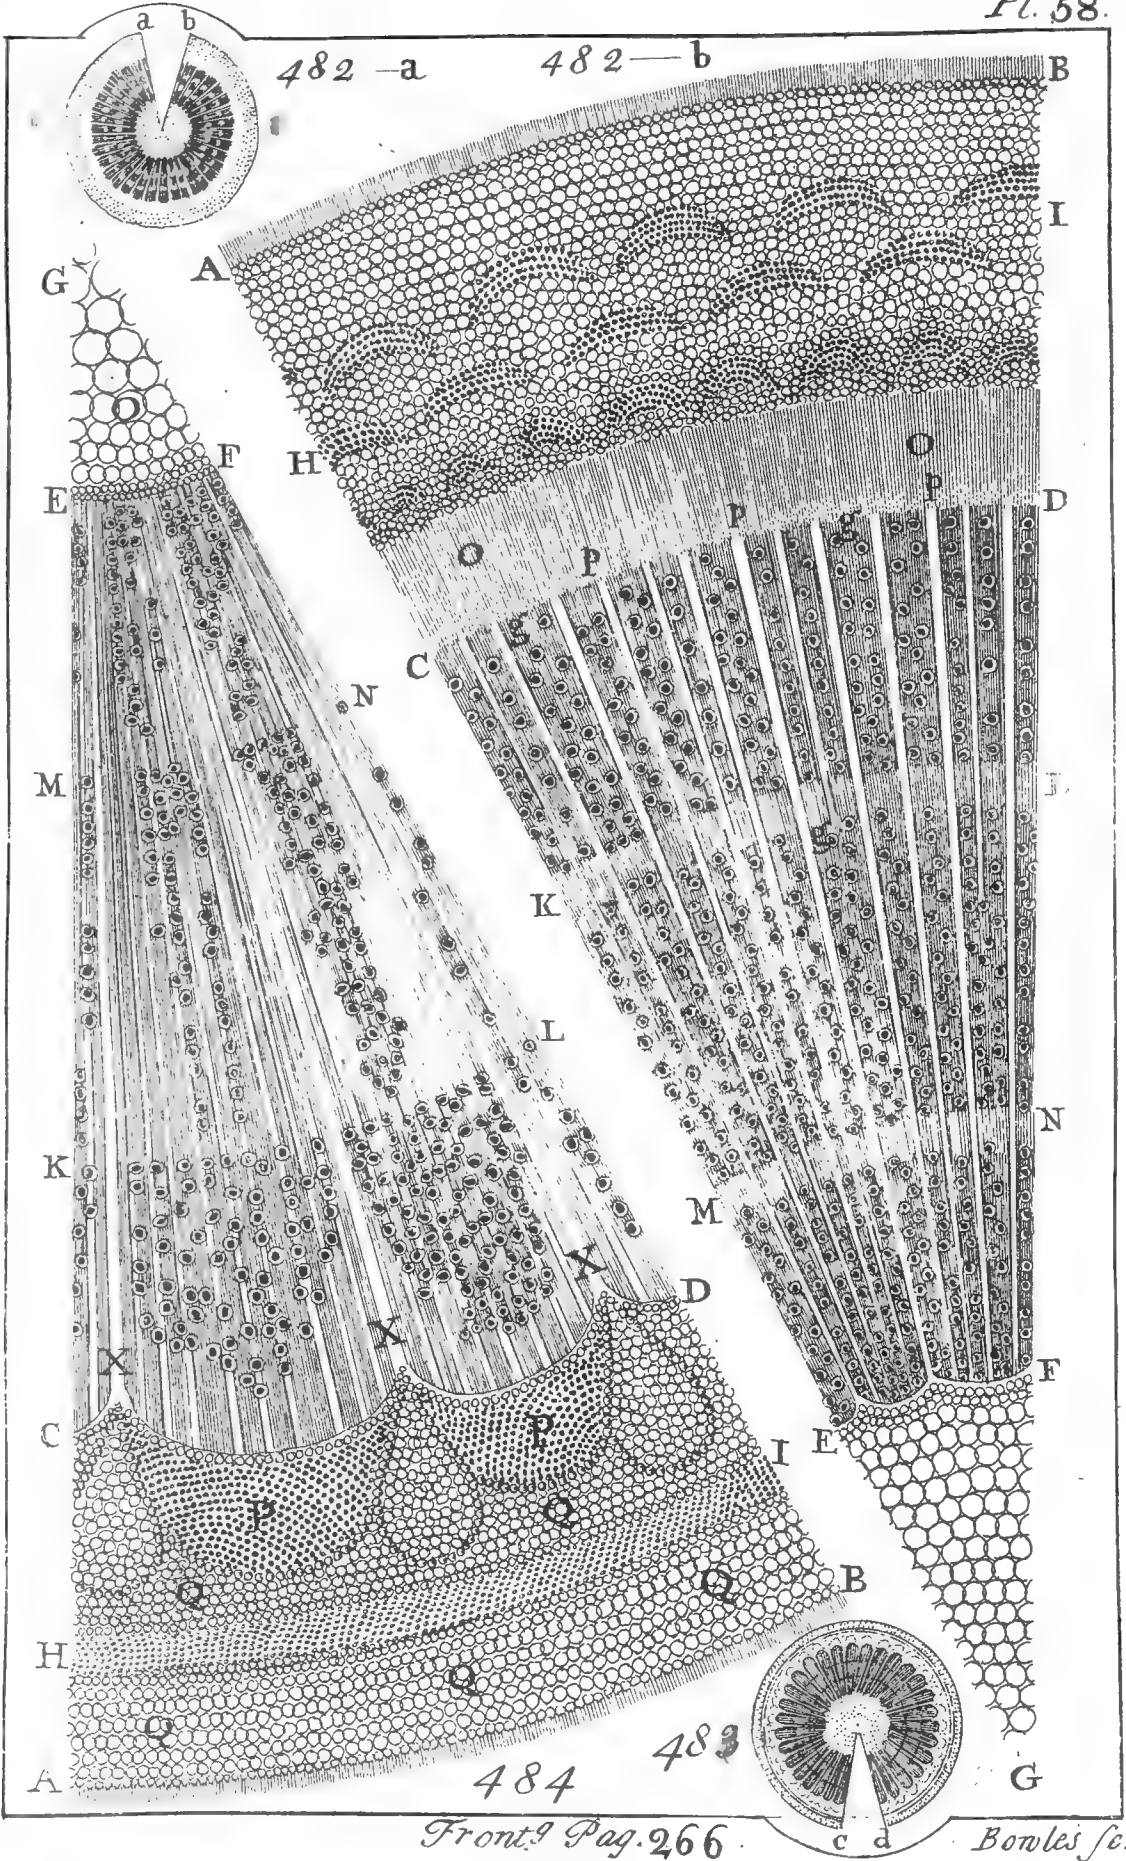 Pl. 58.
a b
482-a 482-b
B
I
G A
O
F H
E
O
P
P D
O P g
g
C
N
M L
g
K
L
N
K
M
X D
X
X
F
C P
E
I
P Q
Q Q B
H
Q
Q 483
A 484 G
Front.g Pag. 266. c d Bowles sc.